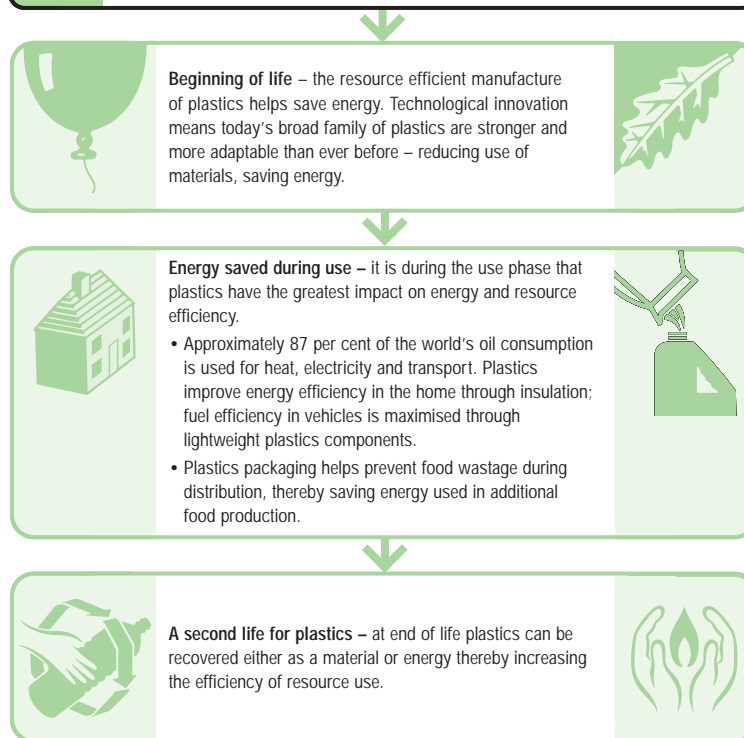 Beginning of life – the resource efficient manufacture
of plastics helps save energy. Technological innovation
means today's broad family of plastics are stronger and
more adaptable than ever before – reducing use of
materials, saving energy.
Energy saved during use – it is during the use phase that
plastics have the greatest impact on energy and resource
efficiency.
• Approximately 87 per cent of the world's oil consumption
is used for heat, electricity and transport. Plastics
improve energy efficiency in the home through insulation;
fuel efficiency in vehicles is maximised through
lightweight plastics components.
• Plastics packaging helps prevent food wastage during
distribution, thereby saving energy used in additional
food production.
A second life for plastics – at end of life plastics can be
recovered either as a material or energy thereby increasing
the efficiency of resource use.